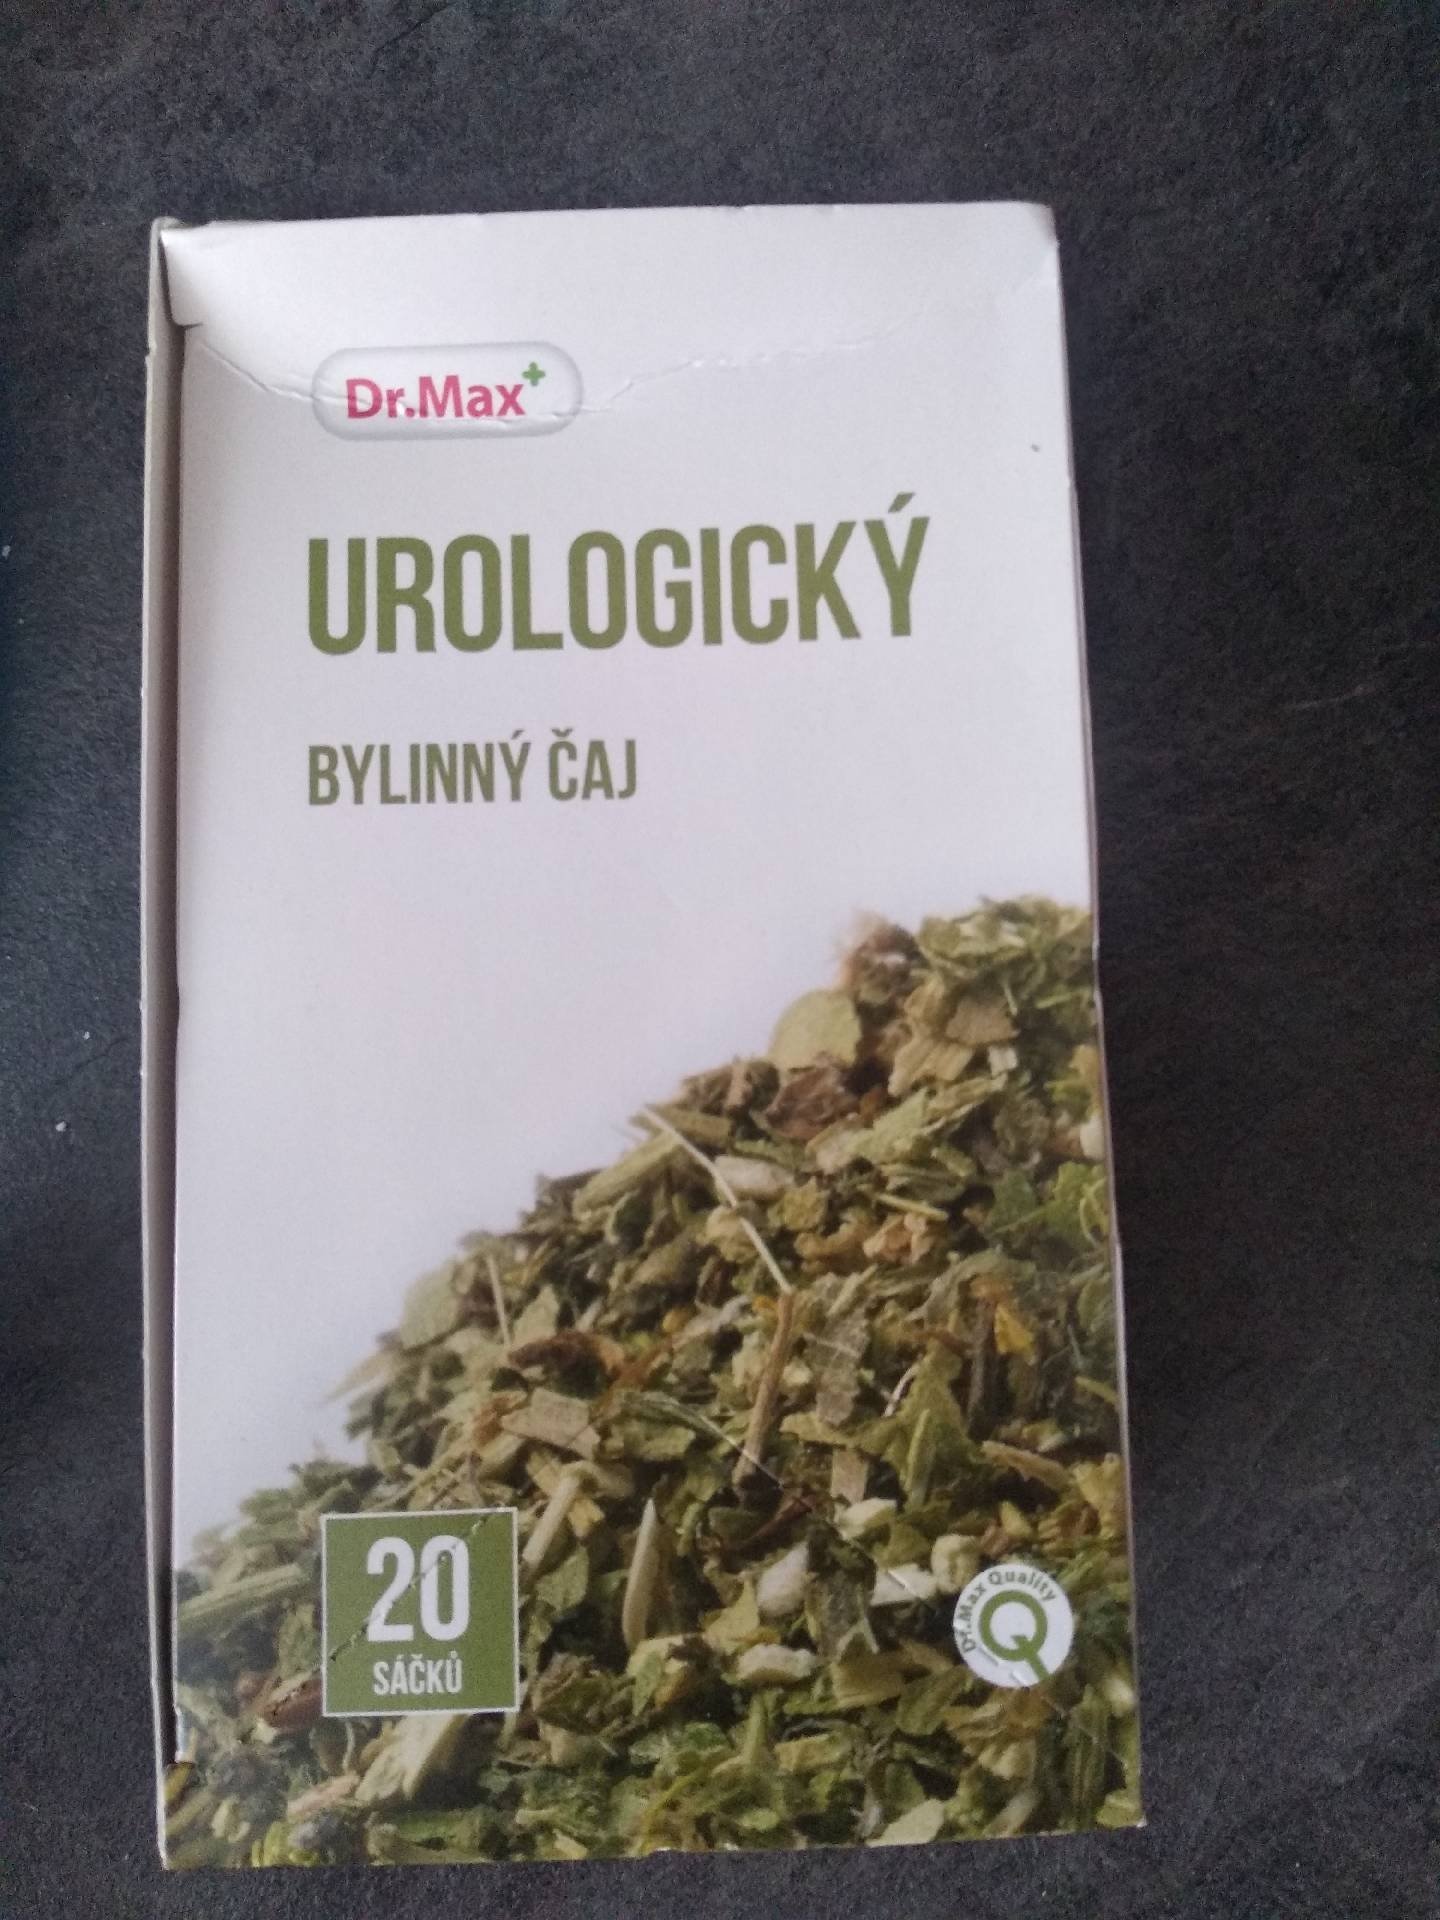 Dr.Max+
UROLOGICKÝ
BYLINNÝ ČAJ
20
SÁČKŮ
Dr.Max Quality